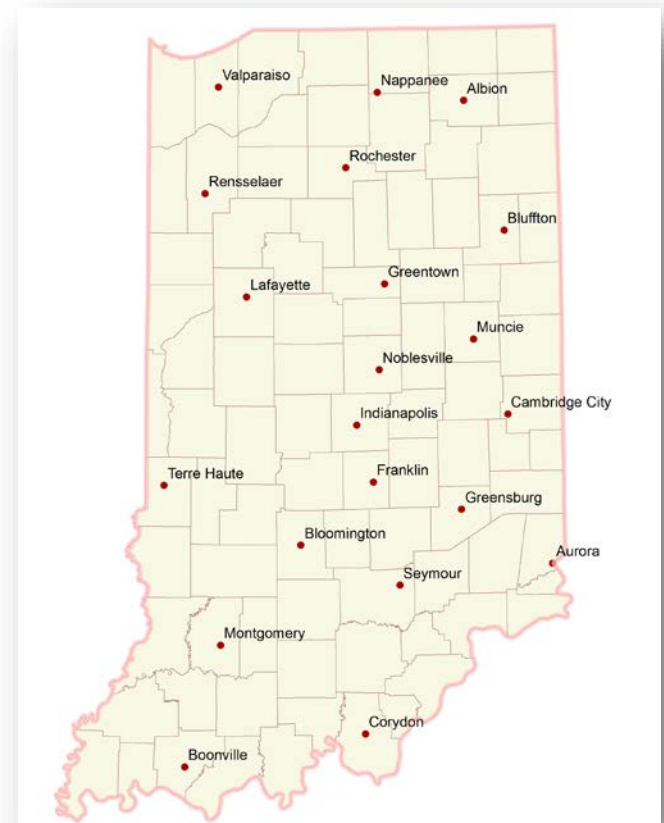 Valparaiso
Nappanee
Albion
Rochester
Rensselaer
Bluffton
Greentown
Lafayette
Muncie
Noblesville
Cambridge City
Indianapolis
Terre Haute
Franklin
Greensburg
Bloomington
Aurora
Seymour
Montgomery
Corydon
Boonville